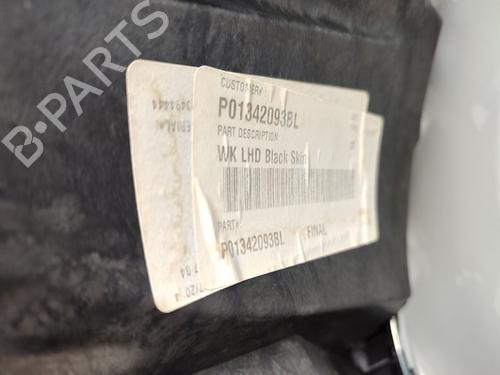 B-PARTS
CUSTOMER#
P01342093BL
PART DESCRIPTION
WK LHD Black Skin
PART#
P01342093BL FINAL